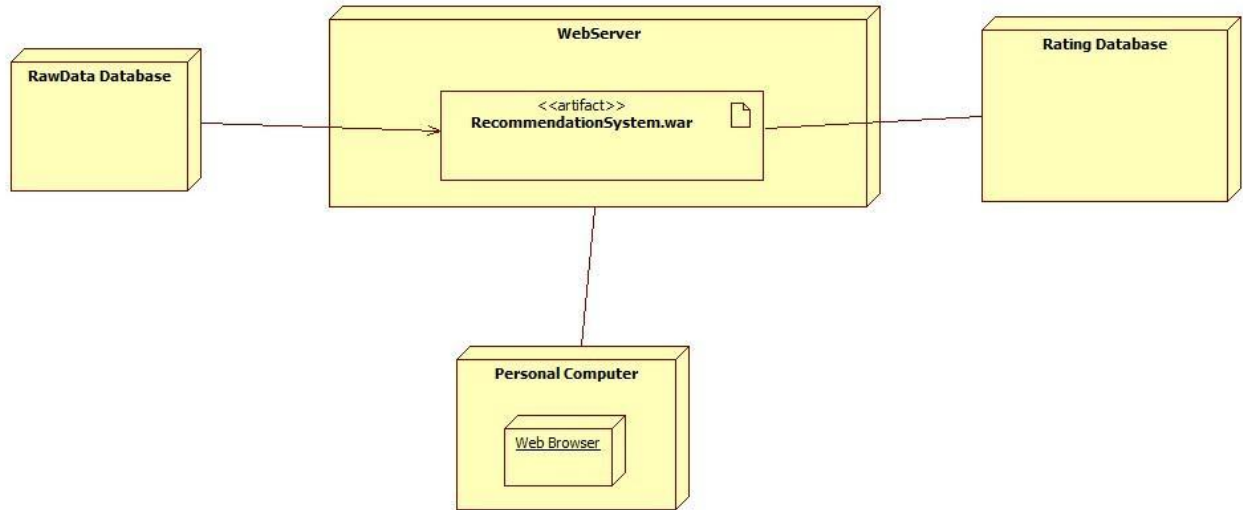 RawData Database
WebServer
<<artifact>>
RecommendationSystem.war
Rating Database
Personal Computer
Web Browser